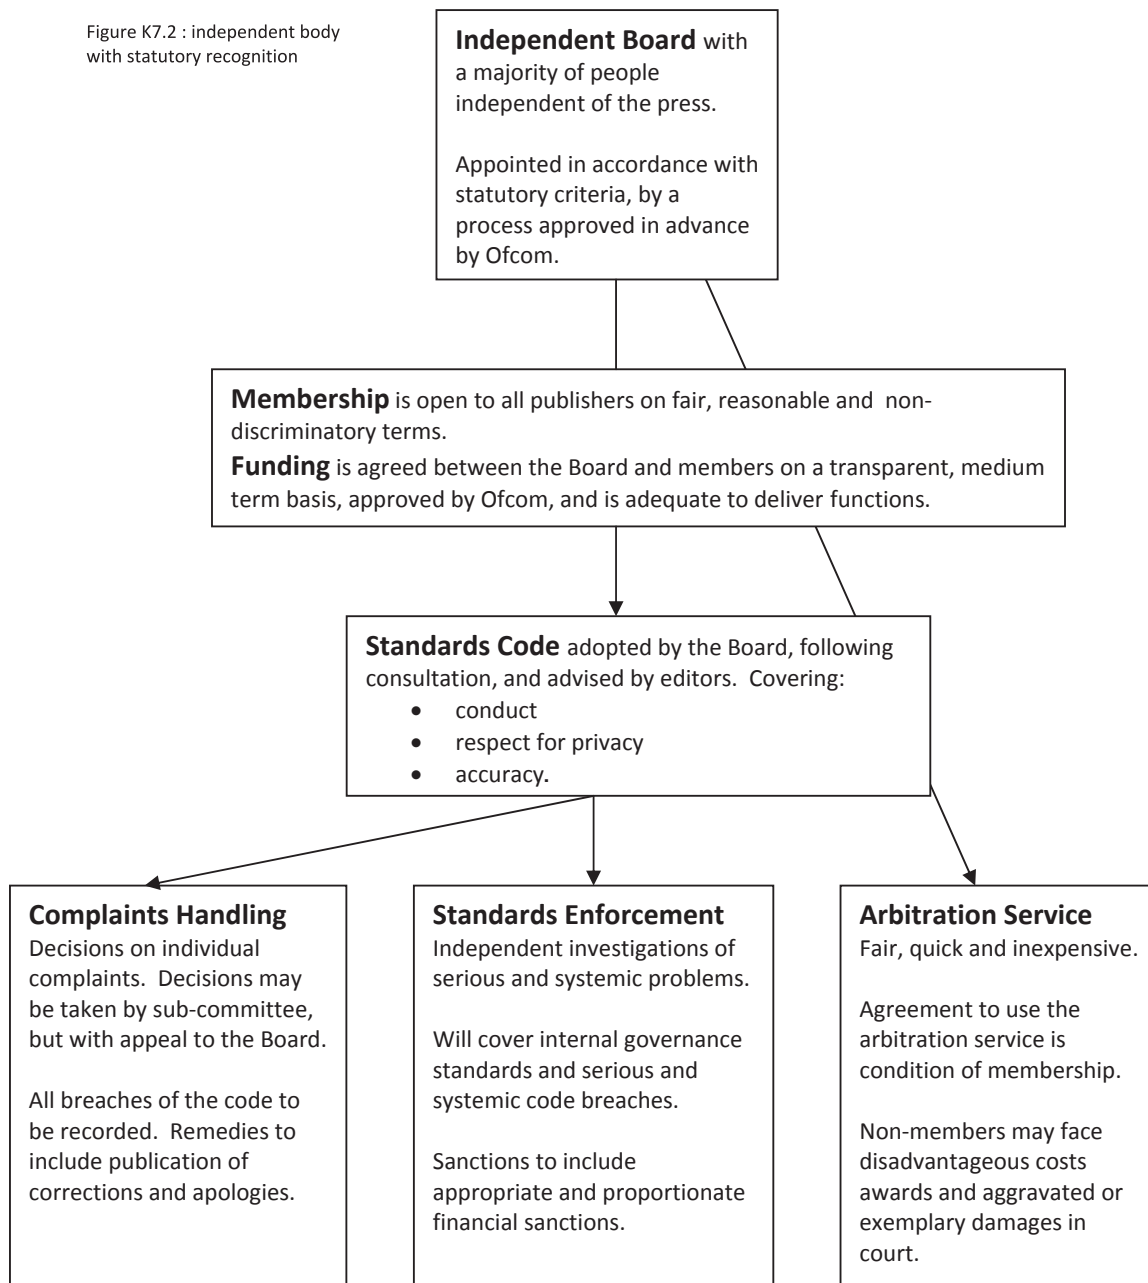 Figure K7.2 : independent body
with statutory recognition
Independent Board with
a majority of people
independent of the press.
Appointed in accordance with
statutory criteria, by a
process approved in advance
by Ofcom.
Membership is open to all publishers on fair, reasonable and non-
discriminatory terms.
Funding is agreed between the Board and members on a transparent, medium
term basis, approved by Ofcom, and is adequate to deliver functions.
Standards Code adopted by the Board, following
consultation, and advised by editors. Covering:
• conduct
• respect for privacy
• accuracy.
Complaints Handling
Decisions on individual
complaints. Decisions may
be taken by sub-committee,
but with appeal to the Board.
All breaches of the code to
be recorded. Remedies to
include publication of
corrections and apologies.
Standards Enforcement
Independent investigations of
serious and systemic problems.
Will cover internal governance
standards and serious and
systemic code breaches.
Sanctions to include
appropriate and proportionate
financial sanctions.
Arbitration Service
Fair, quick and inexpensive.
Agreement to use the
arbitration service is
condition of membership.
Non-members may face
disadvantageous costs
awards and aggravated or
exemplary damages in
court.